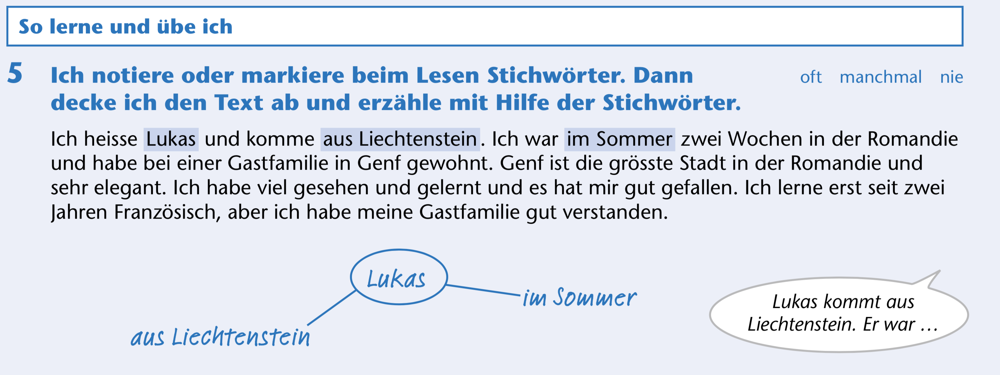 So lerne und übe ich
5 Ich notiere oder markiere beim Lesen Stichwörter. Dann oft manchmal nie
decke ich den Text ab und erzähle mit Hilfe der Stichwörter.
Ich heisse Lukas und komme aus Liechtenstein. Ich war im Sommer zwei Wochen in der Romandie
und habe bei einer Gastfamilie in Genf gewohnt. Genf ist die grösste Stadt in der Romandie und
sehr elegant. Ich habe viel gesehen und gelernt und es hat mir gut gefallen. Ich lerne erst seit zwei
Jahren Französisch, aber ich habe meine Gastfamilie gut verstanden.
Lukas
im Sommer
aus Liechtenstein
Lukas kommt aus
Liechtenstein. Er war …